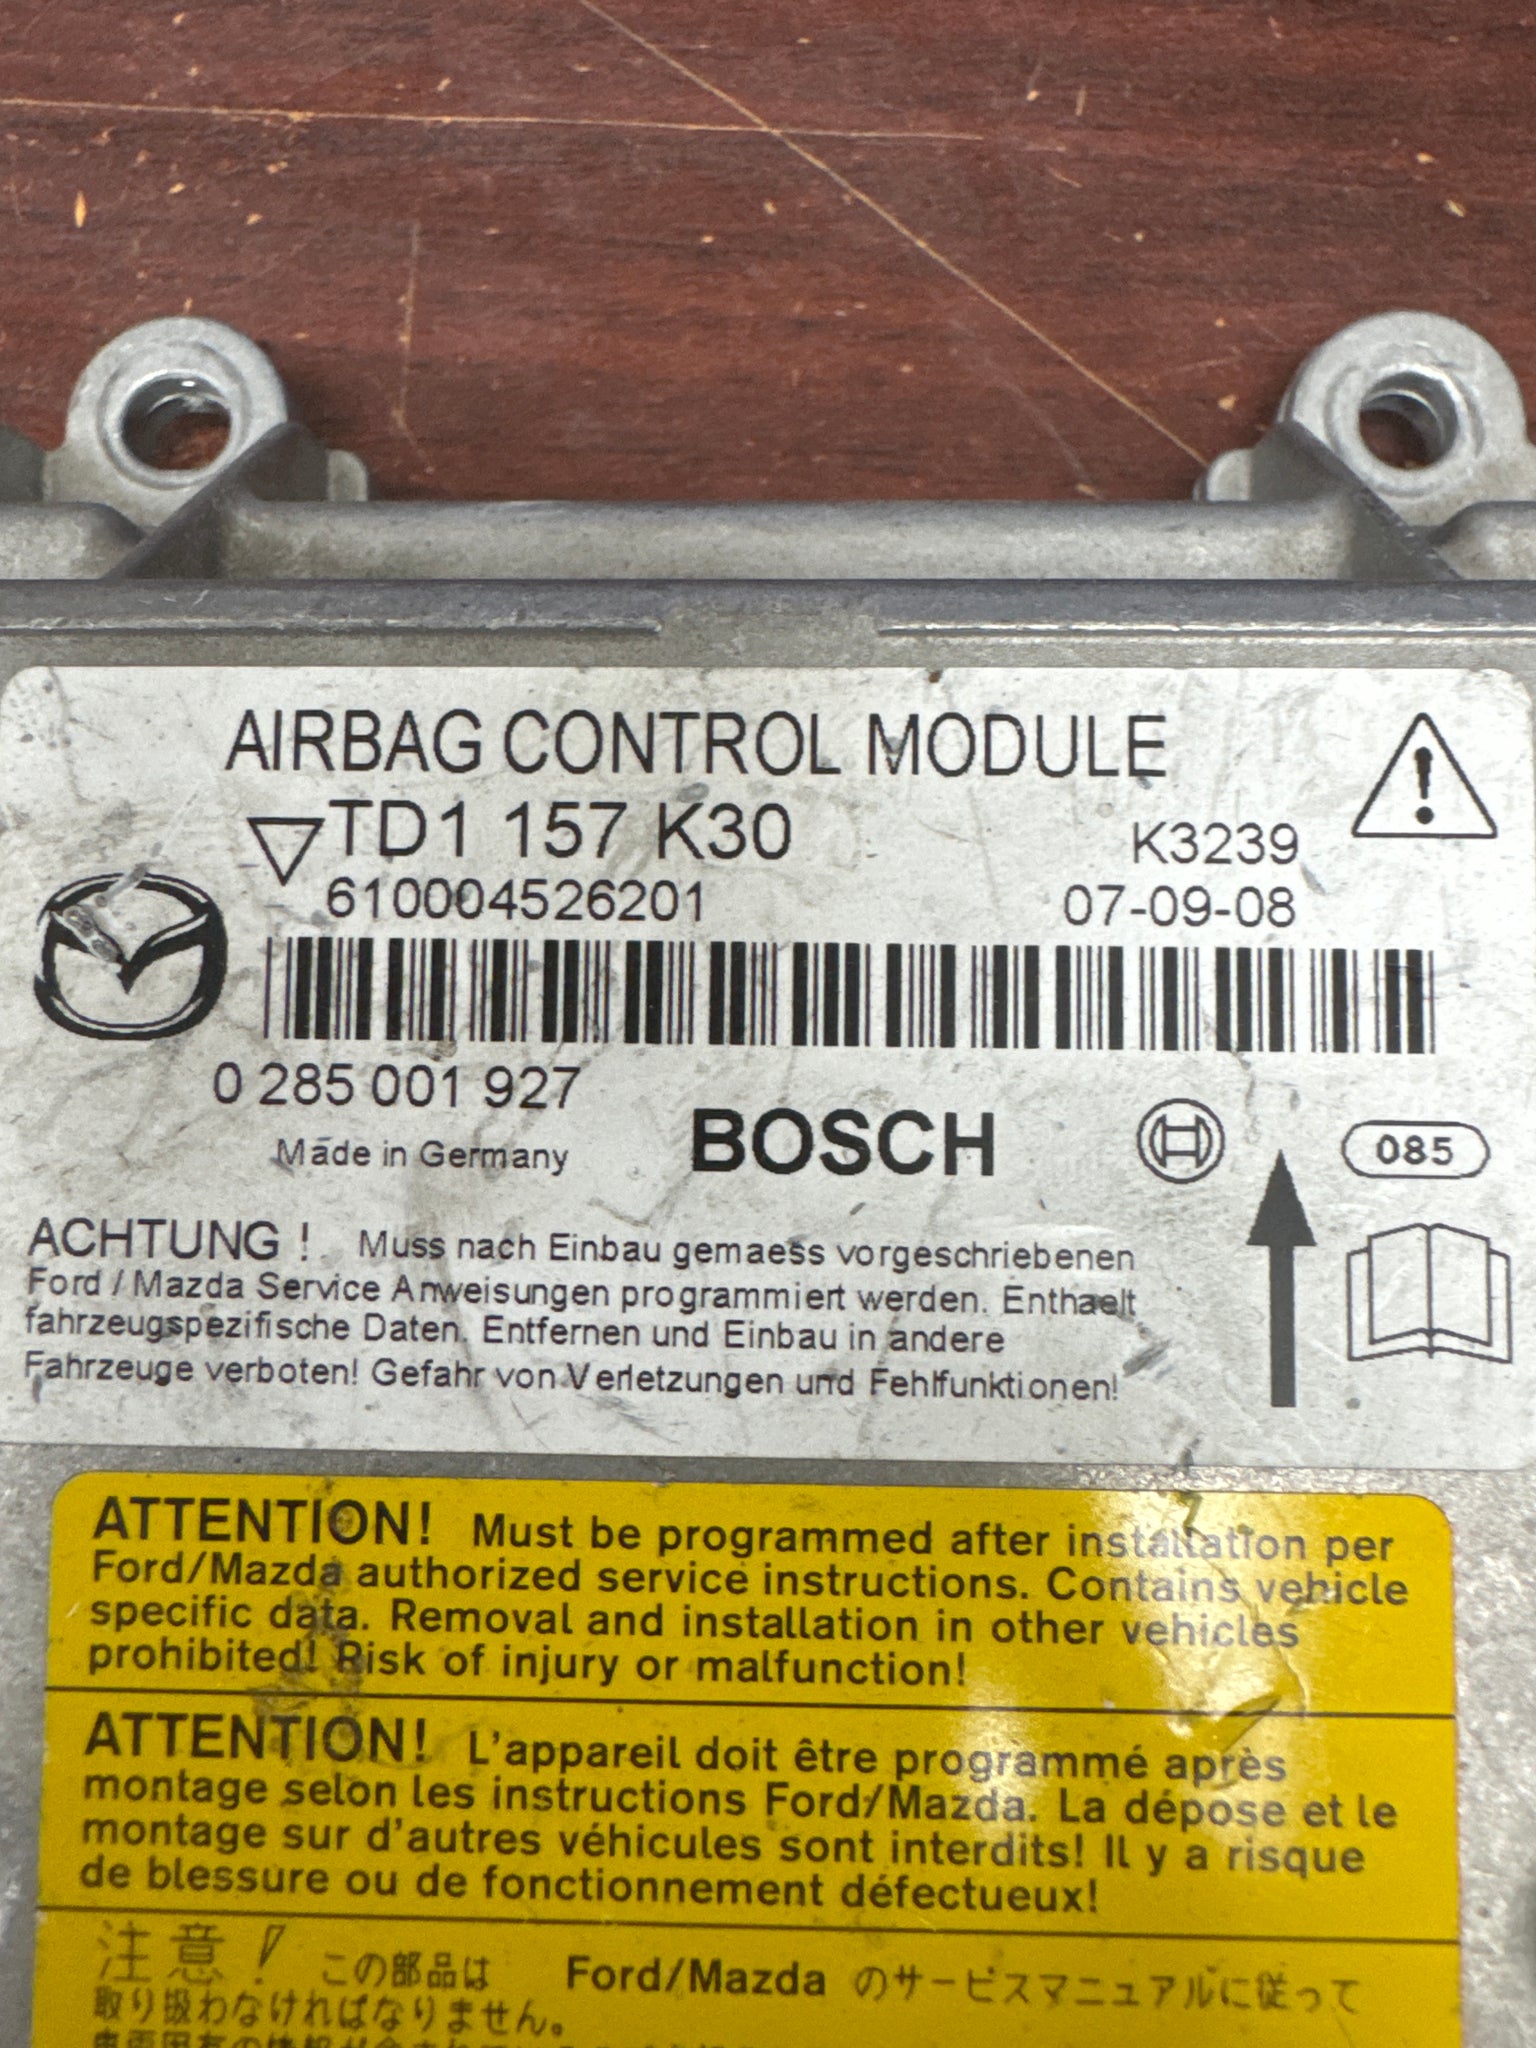 AIRBAG CONTROL MODULE
TD1 157 K30 K3239
610004526201 07-09-08
0 285 001 927
Made in Germany BOSCH 085
ACHTUNG ! Muss nach Einbau gemaess vorgeschriebenen
Ford / Mazda Service Anweisungen programmiert werden. Enthaelt
fahrzeugspezifische Daten. Entfernen und Einbau in andere
Fahrzeuge verboten! Gefahr von Verletzungen und Fehlfunktionen!
ATTENTION! Must be programmed after installation per
Ford/Mazda authorized service instructions. Contains vehicle
specific data. Removal and installation in other vehicles
prohibited! Risk of injury or malfunction!
ATTENTION! L'appareil doit être programmé après
montage selon les instructions Ford/Mazda. La dépose et le
montage sur d'autres véhicules sont interdits! Il y a risque
de blessure ou de fonctionnement défectueux!
注意! この部品は Ford/Mazda のサービスマニュアルに従って
取り扱わなければなりません。